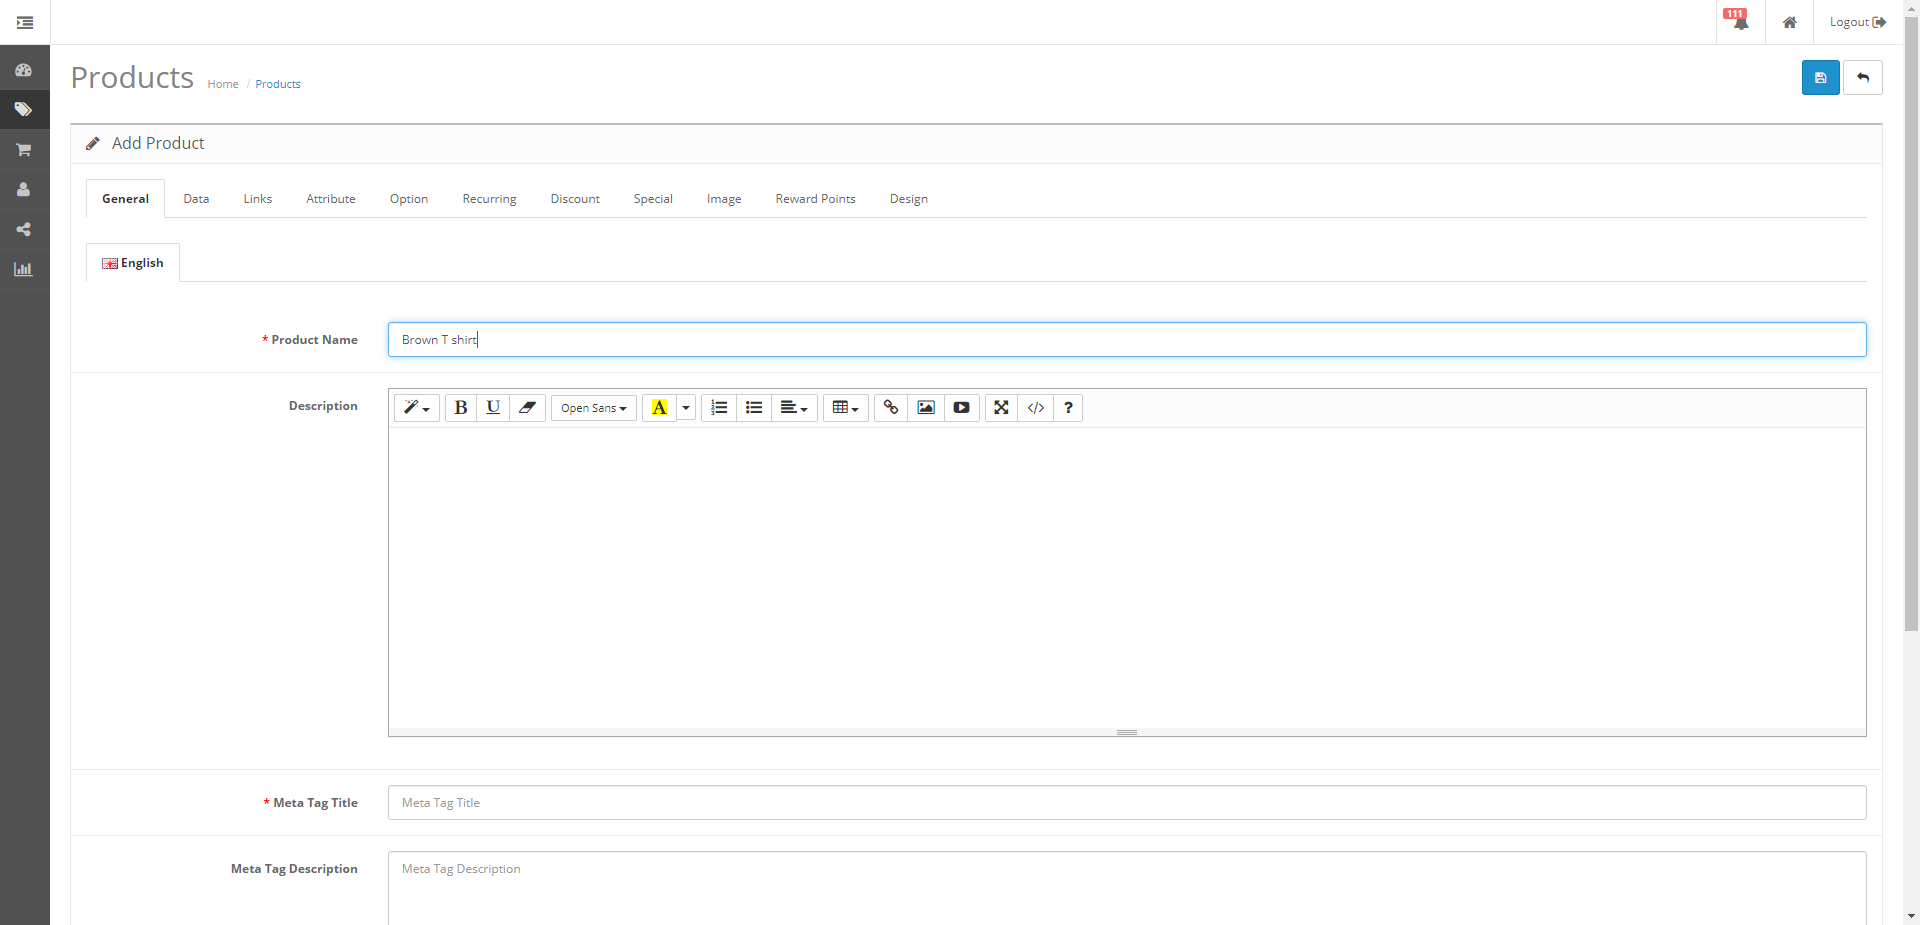 111
Logout
Products
Home / Products
Add Product
General Data Links Attribute Option Recurring Discount Special Image Reward Points Design
English
* Product Name
Brown T shirt
Description
B U Open Sans A </> ?
* Meta Tag Title
Meta Tag Title
Meta Tag Description
Meta Tag Description